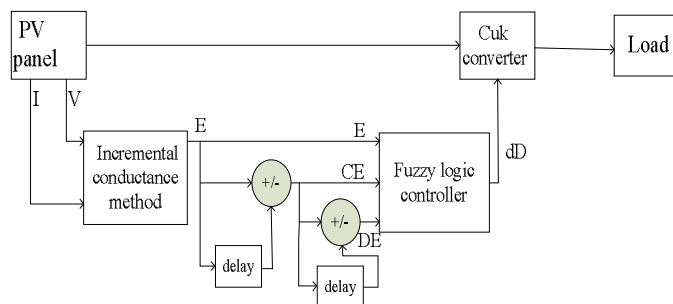 PV
panel
Cuk
converter
Load
I
V
E
E
Incremental
conductance
method
+/-
CE
Fuzzy logic
controller
dD
+/-
DE
delay
delay